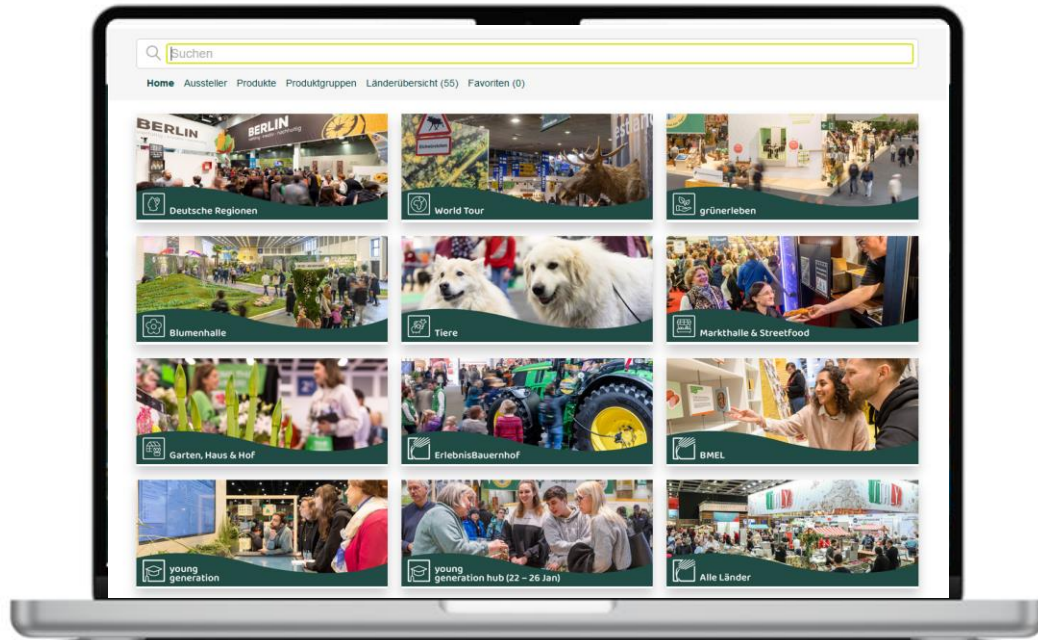 Suchen
Home Aussteller Produkte Produktgruppen Länderübersicht (55) Favoriten (0)
BERLIN
BERLIN
Deutsche Regionen
World Tour
grünerleben
Blumenhalle
Tiere
Markthalle & Streetfood
Garten, Haus & Hof
ErlebnisBauernhof
BMEL
young
generation
young
generation hub (22 – 26 Jan)
Alle Länder